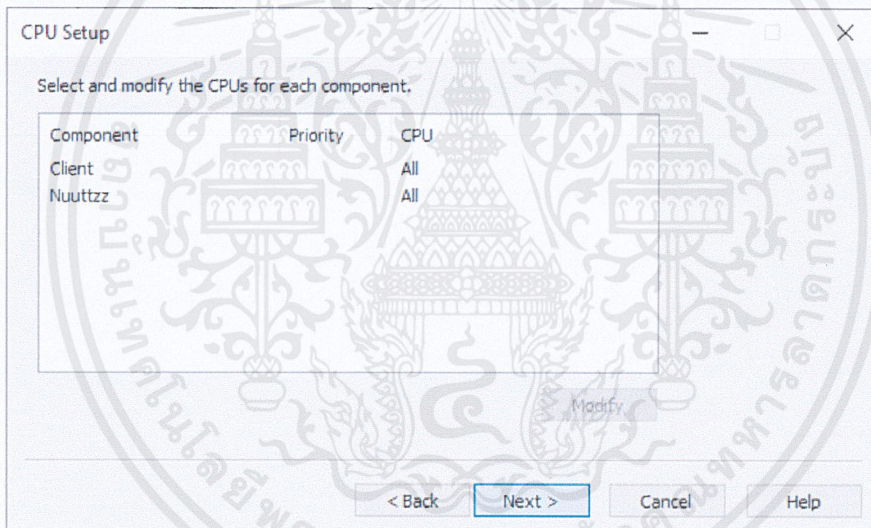 CPU Setup
Select and modify the CPUs for each component.
Component Priority CPU
Client All
Nuuttzz All
Modify
< Back Next > Cancel Help